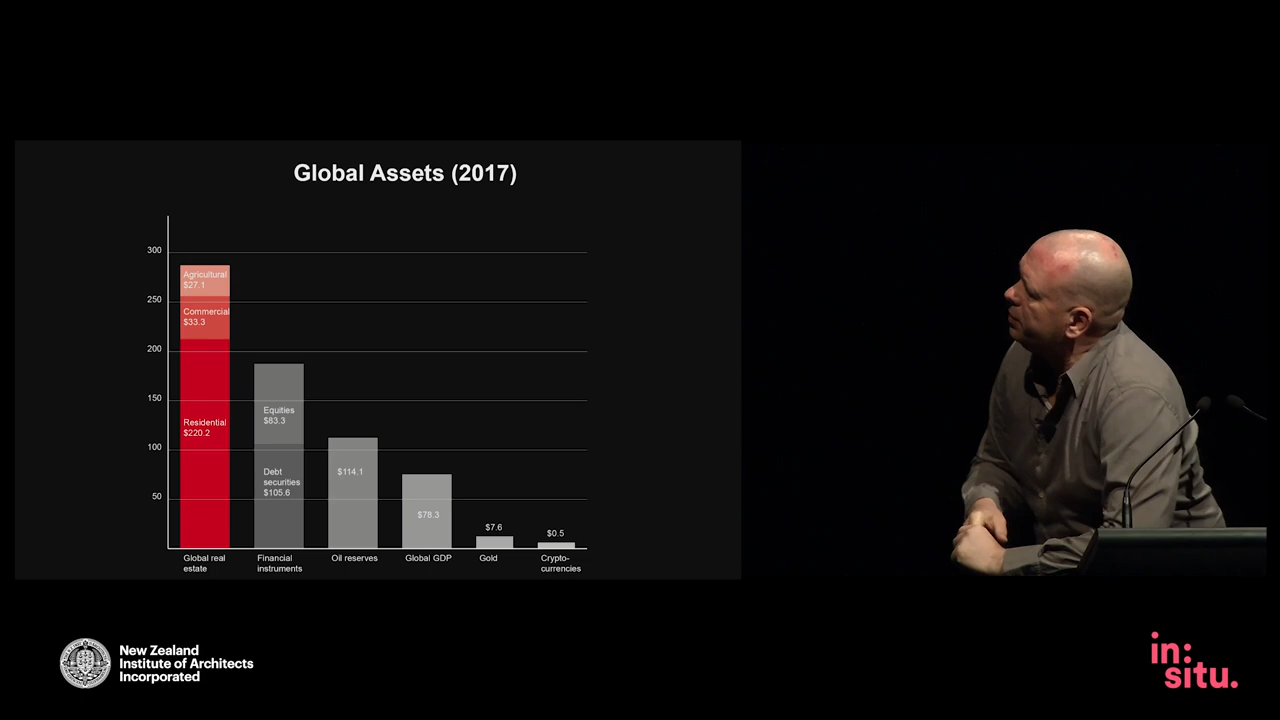 Global Assets (2017)
300
250
200
150
100
50
Agricultural
$27.1
Commercial
$33.3
Residential
$220.2
Equities
$83.3
Debt
securities
$105.6
$114.1
$78.3
$7.6
$0.5
Global real
estate
Financial
instruments
Oil reserves
Global GDP
Gold
Crypto-
currencies
New Zealand
Institute of Architects
Incorporated
in:
situ.